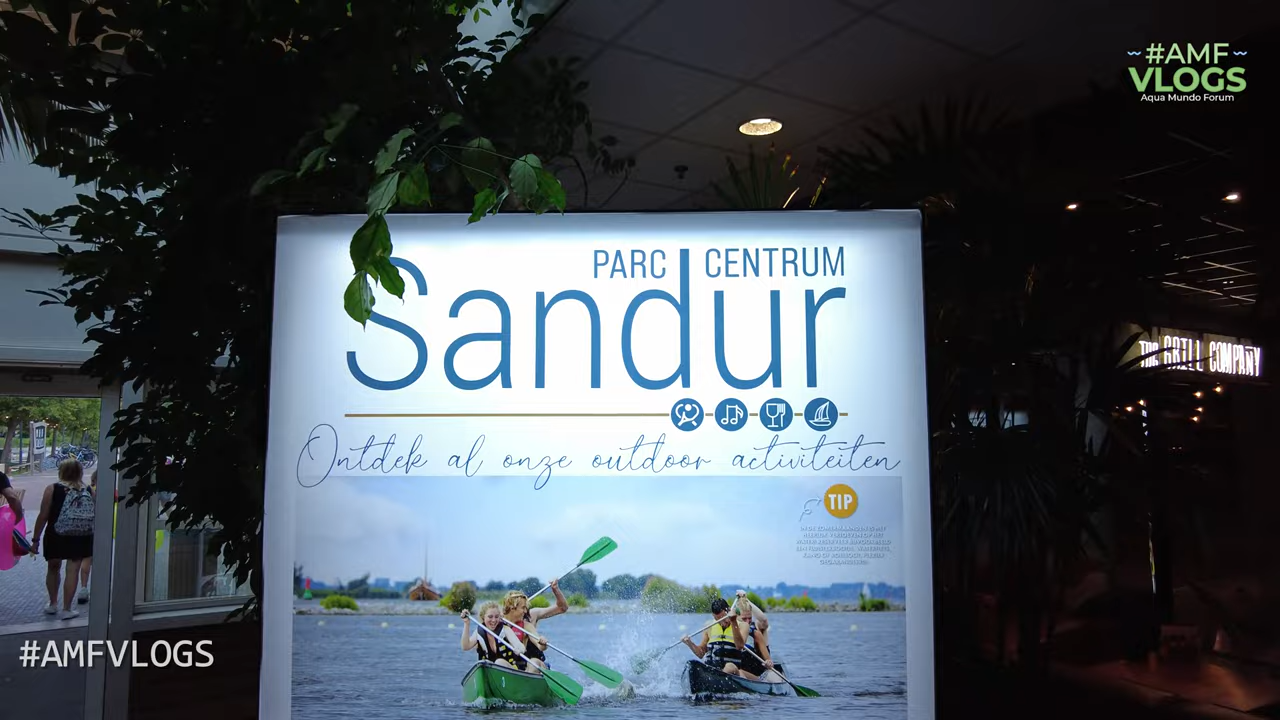 ~#AMF~
VLOGS
Aqua Mundo Forum
PARC CENTRUM
Sandur
Ontdek al onze outdoor activiteiten
TIP
THE GRILL COMPANY
#AMFVLOGS